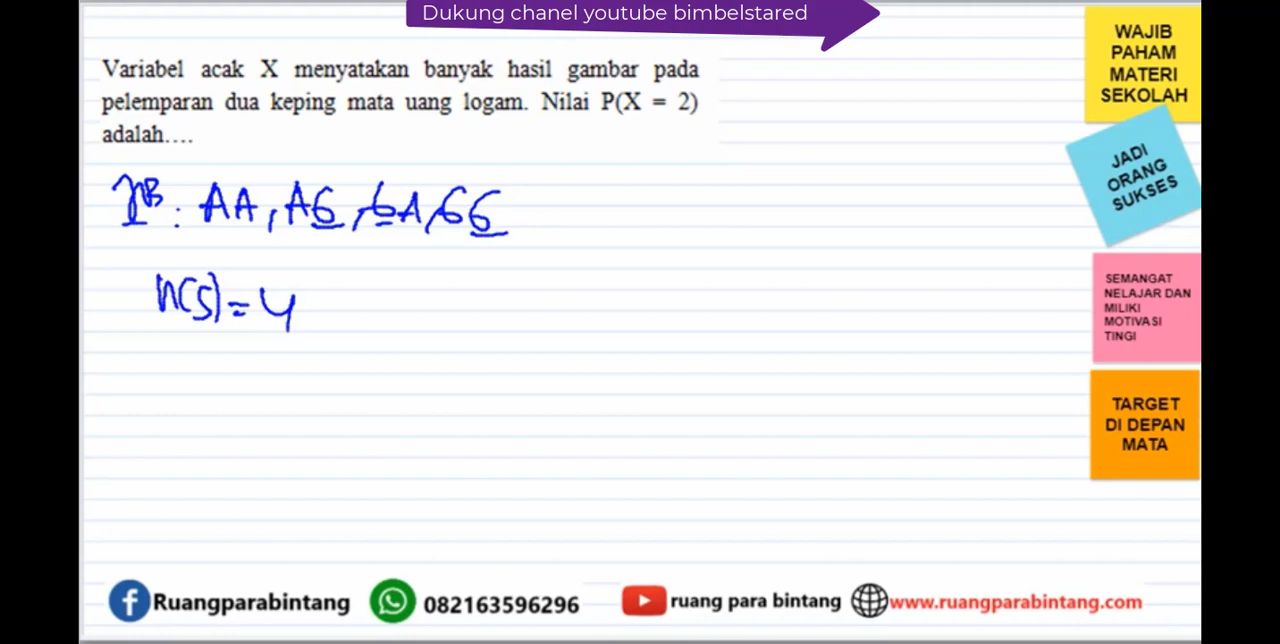 Dukung chanel youtube bimbelstared
Variabel acak X menyatakan banyak hasil gambar pada
pelemparan dua keping mata uang logam. Nilai P(X = 2)
adalah....
: AA, AG, GA, GG
n(S) = 4
WAJIB
PAHAM
MATERI
SEKOLAH
JADI
ORANG
SUKSES
SEMANGAT
NELAJAR DAN
MILIKI
MOTIVASI
TINGI
TARGET
DI DEPAN
MATA
Ruangparabintang
082163596296
ruang para bintang
www.ruangparabintang.com